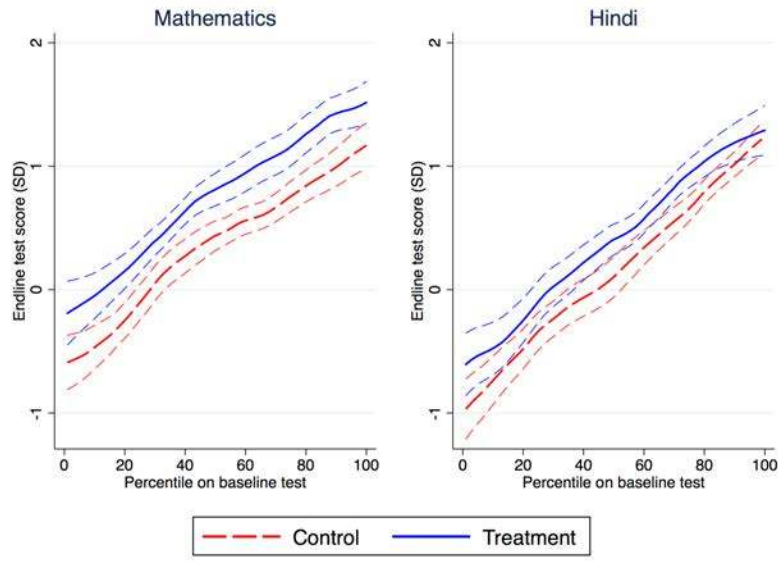 Mathematics
Hindi
Endline test score (SD)
2
1
0
-1
0 20 40 60 80 100
Percentile on baseline test
Endline test score (SD)
2
1
0
-1
0 20 40 60 80 100
Percentile on baseline test
Control
Treatment